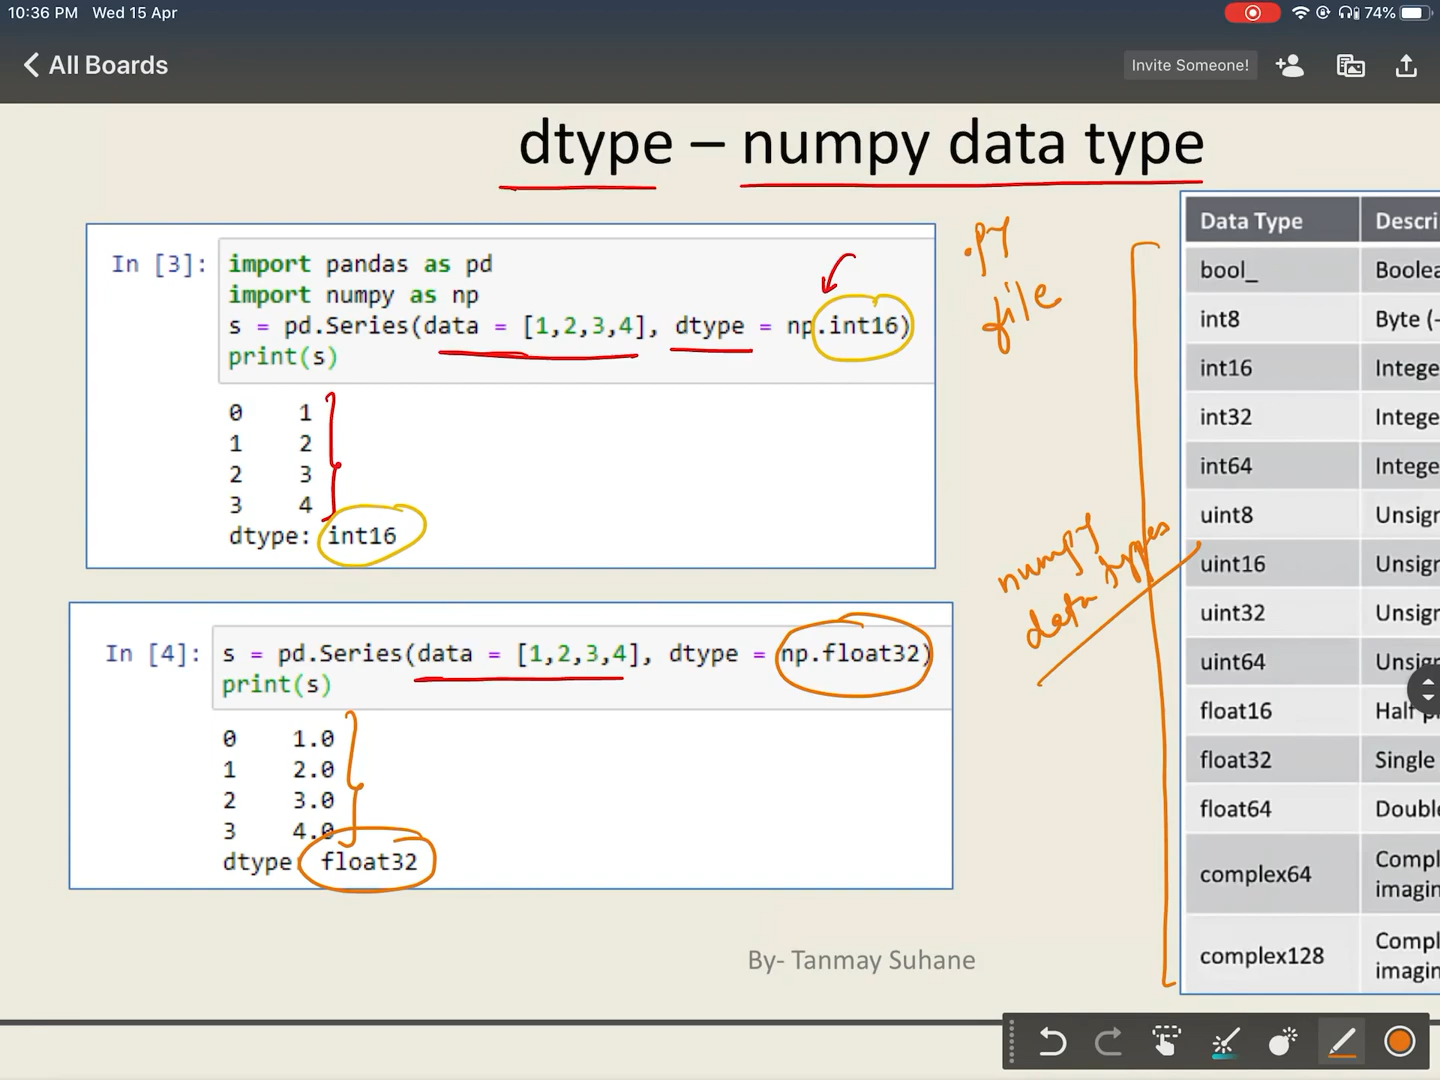 10:36 PM Wed 15 Apr
74%
All Boards
Invite Someone!
dtype – numpy data type
In [3]:
import pandas as pd
import numpy as np
s = pd.Series(data = [1,2,3,4], dtype = np.int16)
print(s)
0 1
1 2
2 3
3 4
dtype: int16
.py
file
In [4]:
s = pd.Series(data = [1,2,3,4], dtype = np.float32)
print(s)
0 1.0
1 2.0
2 3.0
3 4.0
dtype: float32
numpy
data types
By- Tanmay Suhane
Data Type Descri
bool_ Boolea
int8 Byte (-
int16 Intege
int32 Intege
int64 Intege
uint8 Unsign
uint16 Unsign
uint32 Unsign
uint64 Unsign
float16 Half p
float32 Single
float64 Double
complex64 Compl
imagin
complex128 Compl
imagin